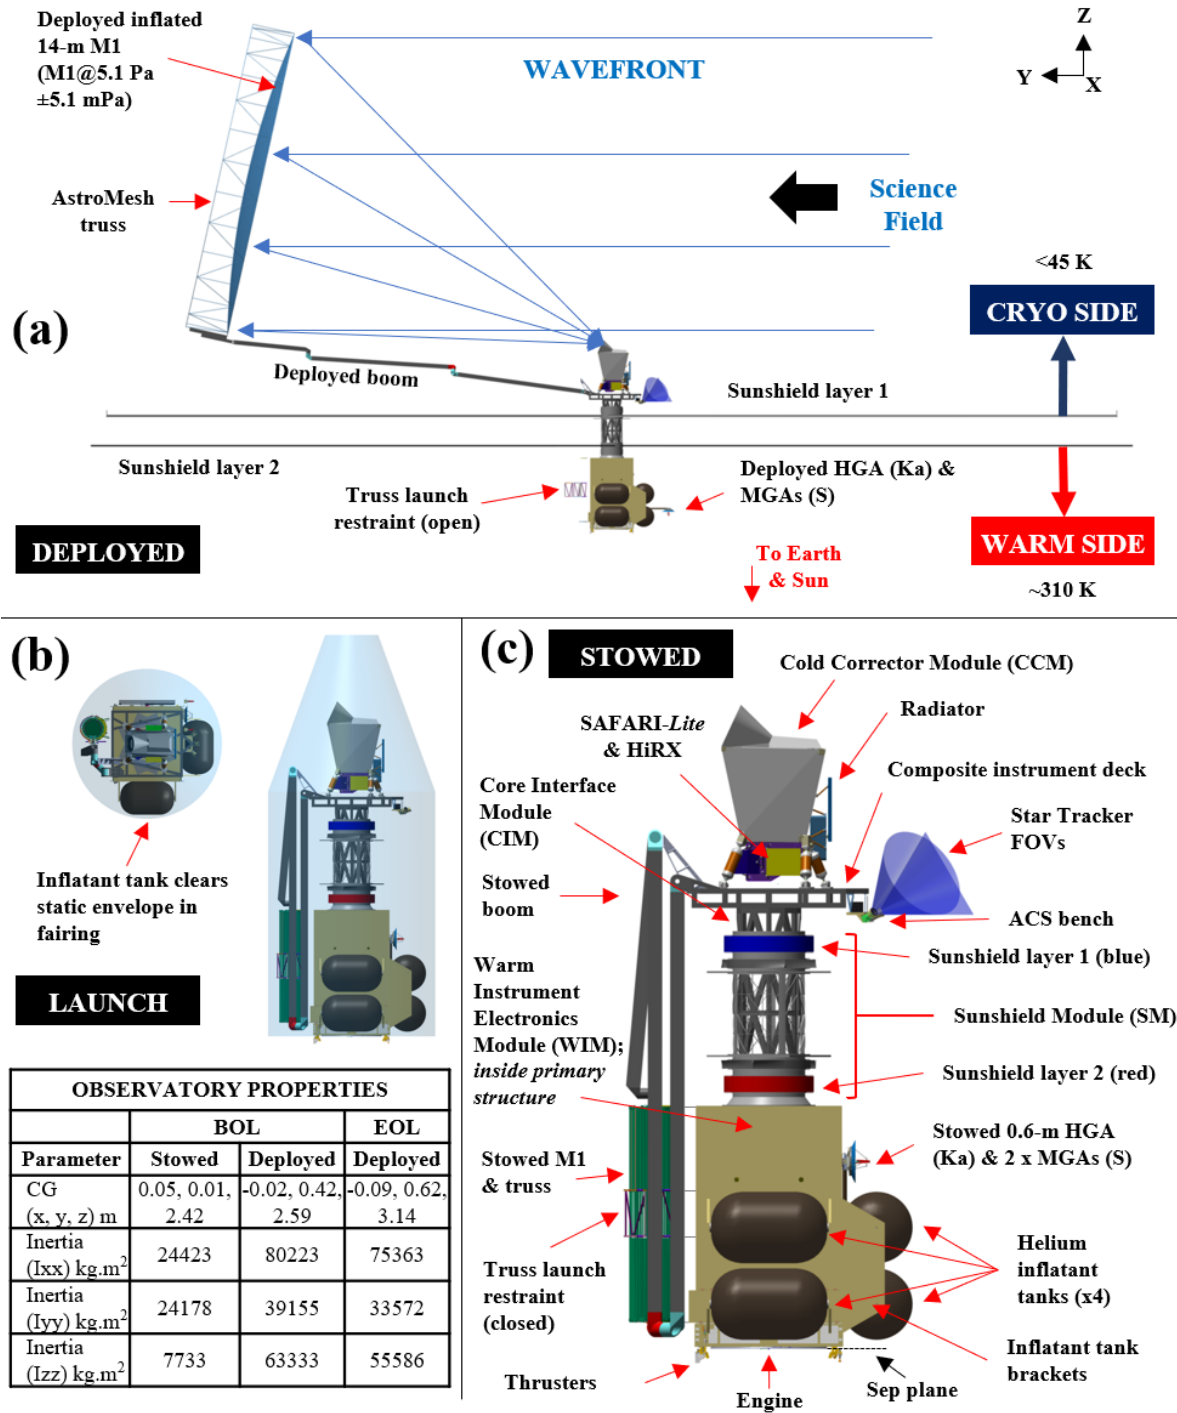 Deployed inflated
14-m M1
(M1@5.1 Pa
±5.1 mPa)
WAVEFRONT
Z
Y
X
AstroMesh
truss
Science
Field
<45 K
CRYO SIDE
(a)
Deployed boom
Sunshield layer 1
Sunshield layer 2
Truss launch
restraint (open)
Deployed HGA (Ka) &
MGAs (S)
DEPLOYED
To Earth
& Sun
WARM SIDE
~310 K
(b)
Inflatant tank clears
static envelope in
fairing
LAUNCH
OBSERVATORY PROPERTIES
BOL EOL
Parameter Stowed Deployed Deployed
CG 0.05, 0.01, -0.02, 0.42, -0.09, 0.62,
(x, y, z) m 2.42 2.59 3.14
Inertia
(Ixx) kg.m² 24423 80223 75363
Inertia
(Iyy) kg.m² 24178 39155 33572
Inertia
(Izz) kg.m² 7733 63333 55586
(c)
STOWED
Cold Corrector Module (CCM)
SAFARI-Lite
& HiRX
Radiator
Core Interface
Module
(CIM)
Composite instrument deck
Star Tracker
FOVs
Stowed
boom
ACS bench
Sunshield layer 1 (blue)
Warm
Instrument
Electronics
Module (WIM);
inside primary
structure
Sunshield Module (SM)
Sunshield layer 2 (red)
Stowed M1
& truss
Stowed 0.6-m HGA
(Ka) & 2 x MGAs (S)
Truss launch
restraint
(closed)
Helium
inflatant
tanks (x4)
Inflatant tank
brackets
Thrusters
Engine
Sep plane